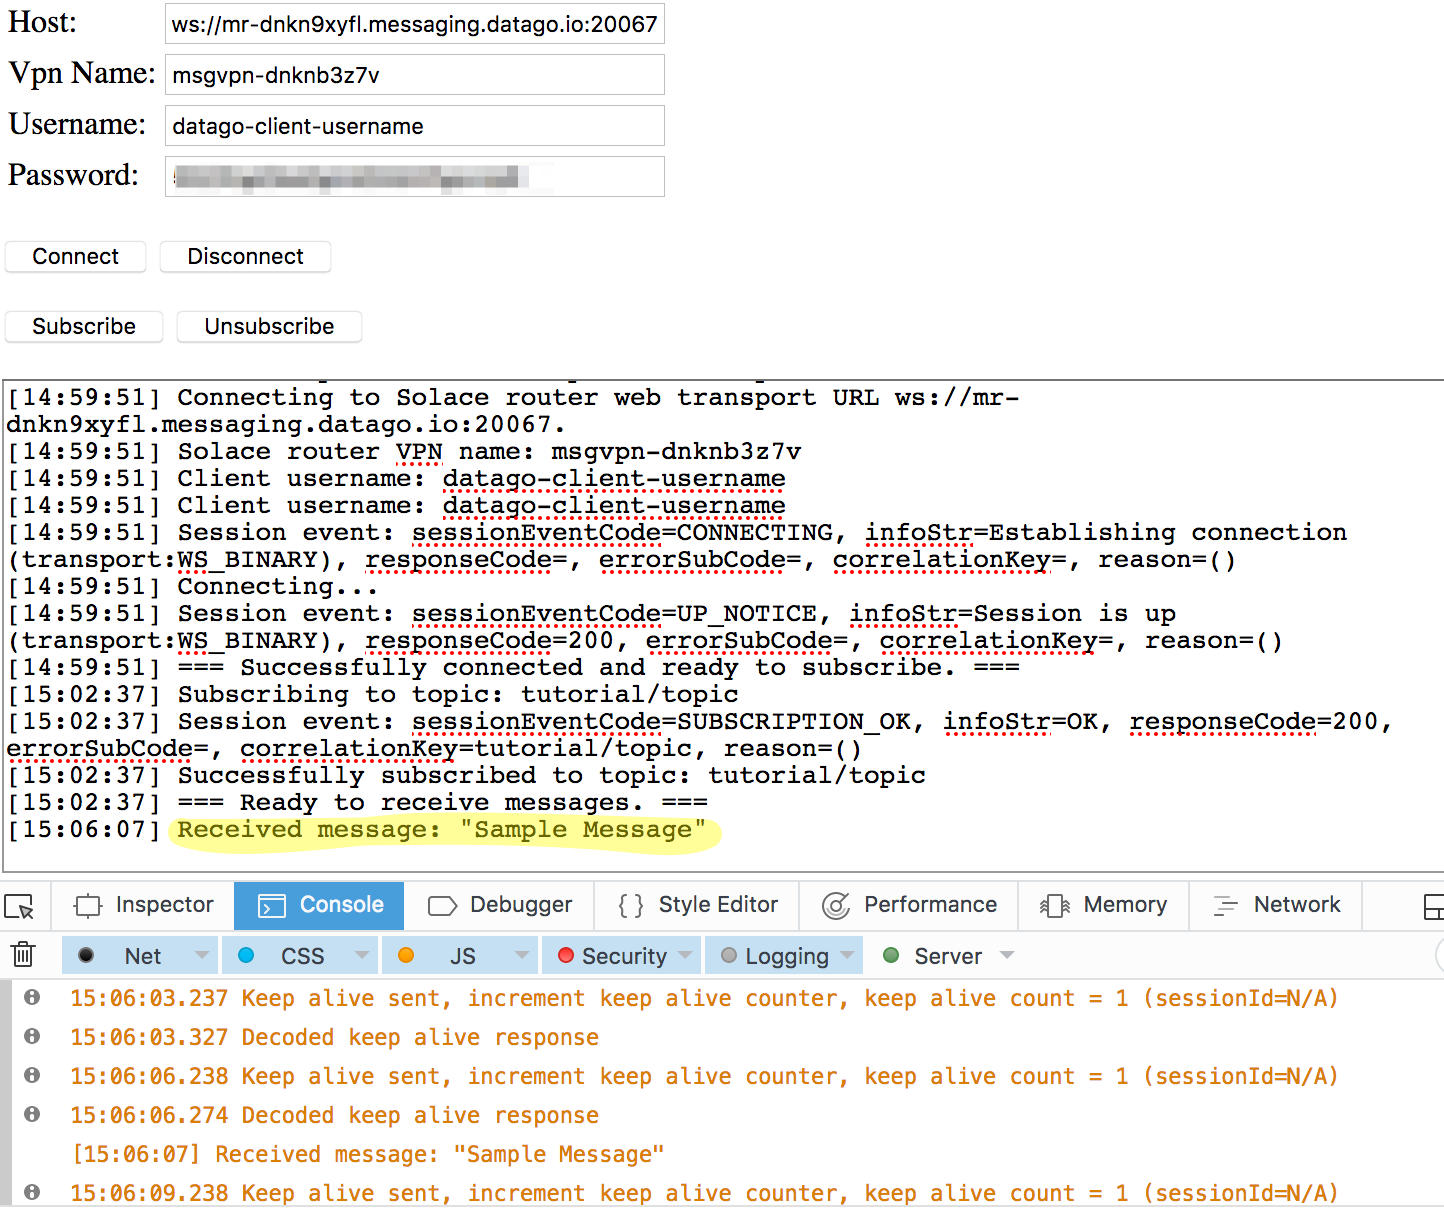 Host: ws://mr-dnkn9xyfl.messaging.datago.io:20067
Vpn Name: msgvpn-dnknb3z7v
Username: datago-client-username
Password:
Connect Disconnect
Subscribe Unsubscribe
[14:59:51] Connecting to Solace router web transport URL ws://mr-
dnkn9xyfl.messaging.datago.io:20067.
[14:59:51] Solace router VPN name: msgvpn-dnknb3z7v
[14:59:51] Client username: datago-client-username
[14:59:51] Client username: datago-client-username
[14:59:51] Session event: sessionEventCode=CONNECTING, infoStr=Establishing connection
(transport:WS_BINARY), responseCode=, errorSubCode=, correlationKey=, reason=()
[14:59:51] Connecting...
[14:59:51] Session event: sessionEventCode=UP_NOTICE, infoStr=Session is up
(transport:WS_BINARY), responseCode=200, errorSubCode=, correlationKey=, reason=()
[14:59:51] === Successfully connected and ready to subscribe. ===
[15:02:37] Subscribing to topic: tutorial/topic
[15:02:37] Session event: sessionEventCode=SUBSCRIPTION_OK, infoStr=OK, responseCode=200,
errorSubCode=, correlationKey=tutorial/topic, reason=()
[15:02:37] Successfully subscribed to topic: tutorial/topic
[15:02:37] === Ready to receive messages. ===
[15:06:07] Received message: "Sample Message"
Inspector Console Debugger { } Style Editor Performance Memory Network
Net CSS JS Security Logging Server
15:06:03.237 Keep alive sent, increment keep alive counter, keep alive count = 1 (sessionId=N/A)
15:06:03.327 Decoded keep alive response
15:06:06.238 Keep alive sent, increment keep alive counter, keep alive count = 1 (sessionId=N/A)
15:06:06.274 Decoded keep alive response
[15:06:07] Received message: "Sample Message"
15:06:09.238 Keep alive sent, increment keep alive counter, keep alive count = 1 (sessionId=N/A)